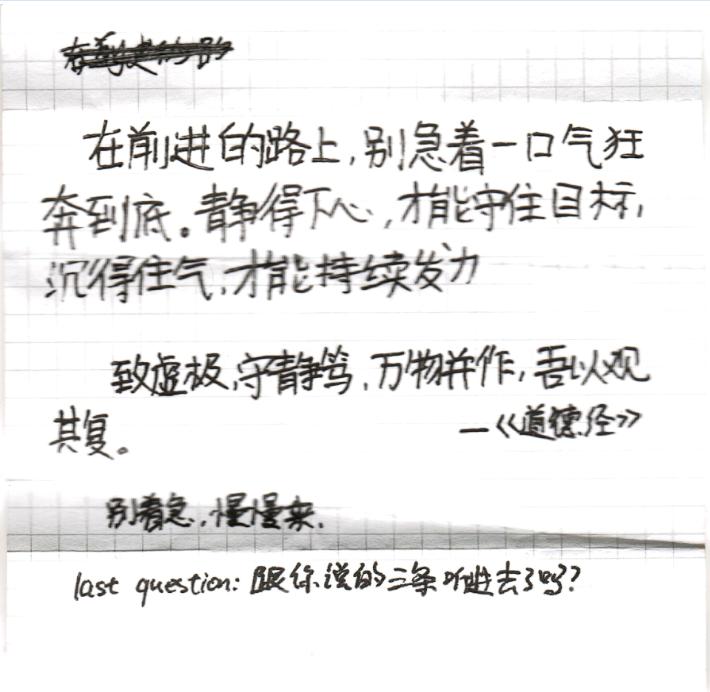 在前进的路上,别急着一口气狂
奔到底。静得下心,才能守住目标,
沉得住气,才能持续发力
致虚极,守静笃,万物并作,吾以观
其复。
—《道德经》
别着急,慢慢来.
last question: 跟你说的三条听进去了吗?